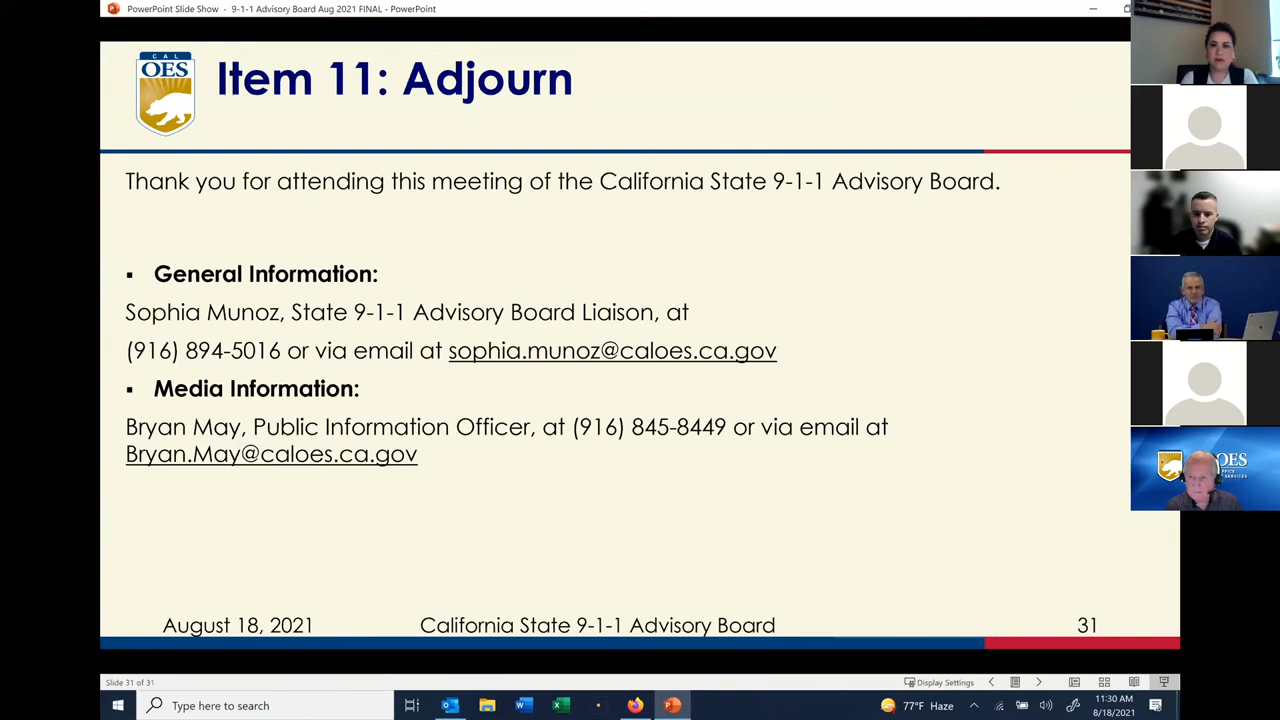 PowerPoint Slide Show - 9-1-1 Advisory Board Aug 2021 FINAL - PowerPoint
CAL
OES
Item 11: Adjourn
Thank you for attending this meeting of the California State 9-1-1 Advisory Board.
▪ General Information:
Sophia Munoz, State 9-1-1 Advisory Board Liaison, at
(916) 894-5016 or via email at sophia.munoz@caloes.ca.gov
▪ Media Information:
Bryan May, Public Information Officer, at (916) 845-8449 or via email at
Bryan.May@caloes.ca.gov
OES
August 18, 2021 California State 9-1-1 Advisory Board 31
Slide 31 of 31 Display Settings
Type here to search
77°F Haze 11:30 AM
8/18/2021